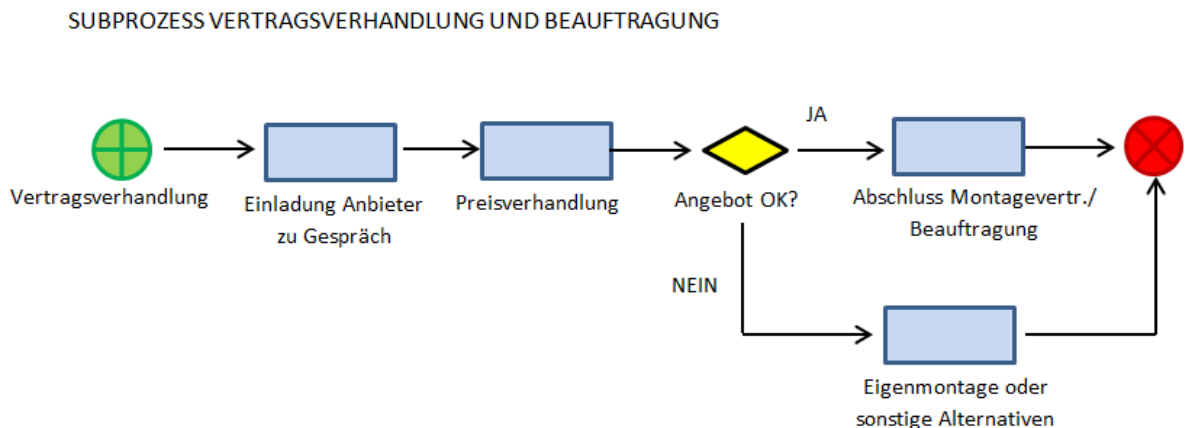 SUBPROZESS VERTRAGSVERHANDLUNG UND BEAUFTRAGUNG
JA
Vertragsverhandlung
Einladung Anbieter
zu Gespräch
Preisverhandlung
Angebot OK?
Abschluss Montagevertr./
Beauftragung
NEIN
Eigenmontage oder
sonstige Alternativen